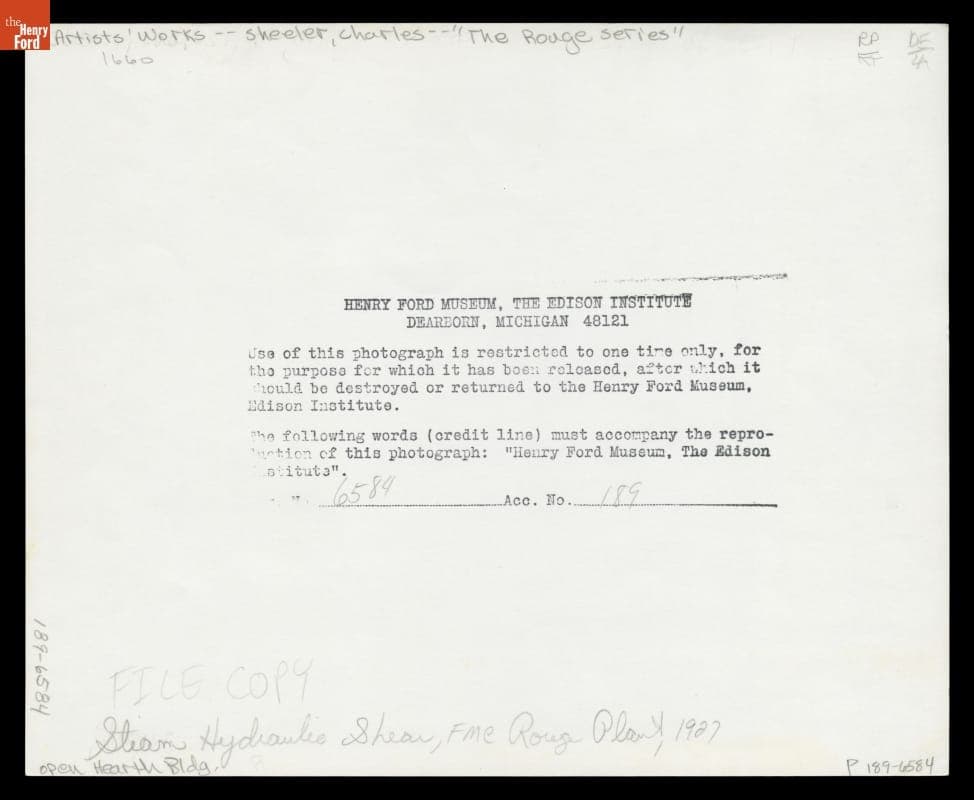 the
Henry
Ford
Artists' Works -- Sheeler, Charles -- "The Rouge Series"
1660
HENRY FORD MUSEUM, THE EDISON INSTITUTE
DEARBORN, MICHIGAN 48121
Use of this photograph is restricted to one time only, for
the purpose for which it has been released, after which it
should be destroyed or returned to the Henry Ford Museum,
Edison Institute.
The following words (credit line) must accompany the repro-
duction of this photograph: "Henry Ford Museum, The Edison
Institute".
6584 Acc. No. 189
189-6584
FILE COPY
Steam Hydraulic Shear, FMC Rouge Plant, 1927
open Hearth Bldg.
P 189-6584